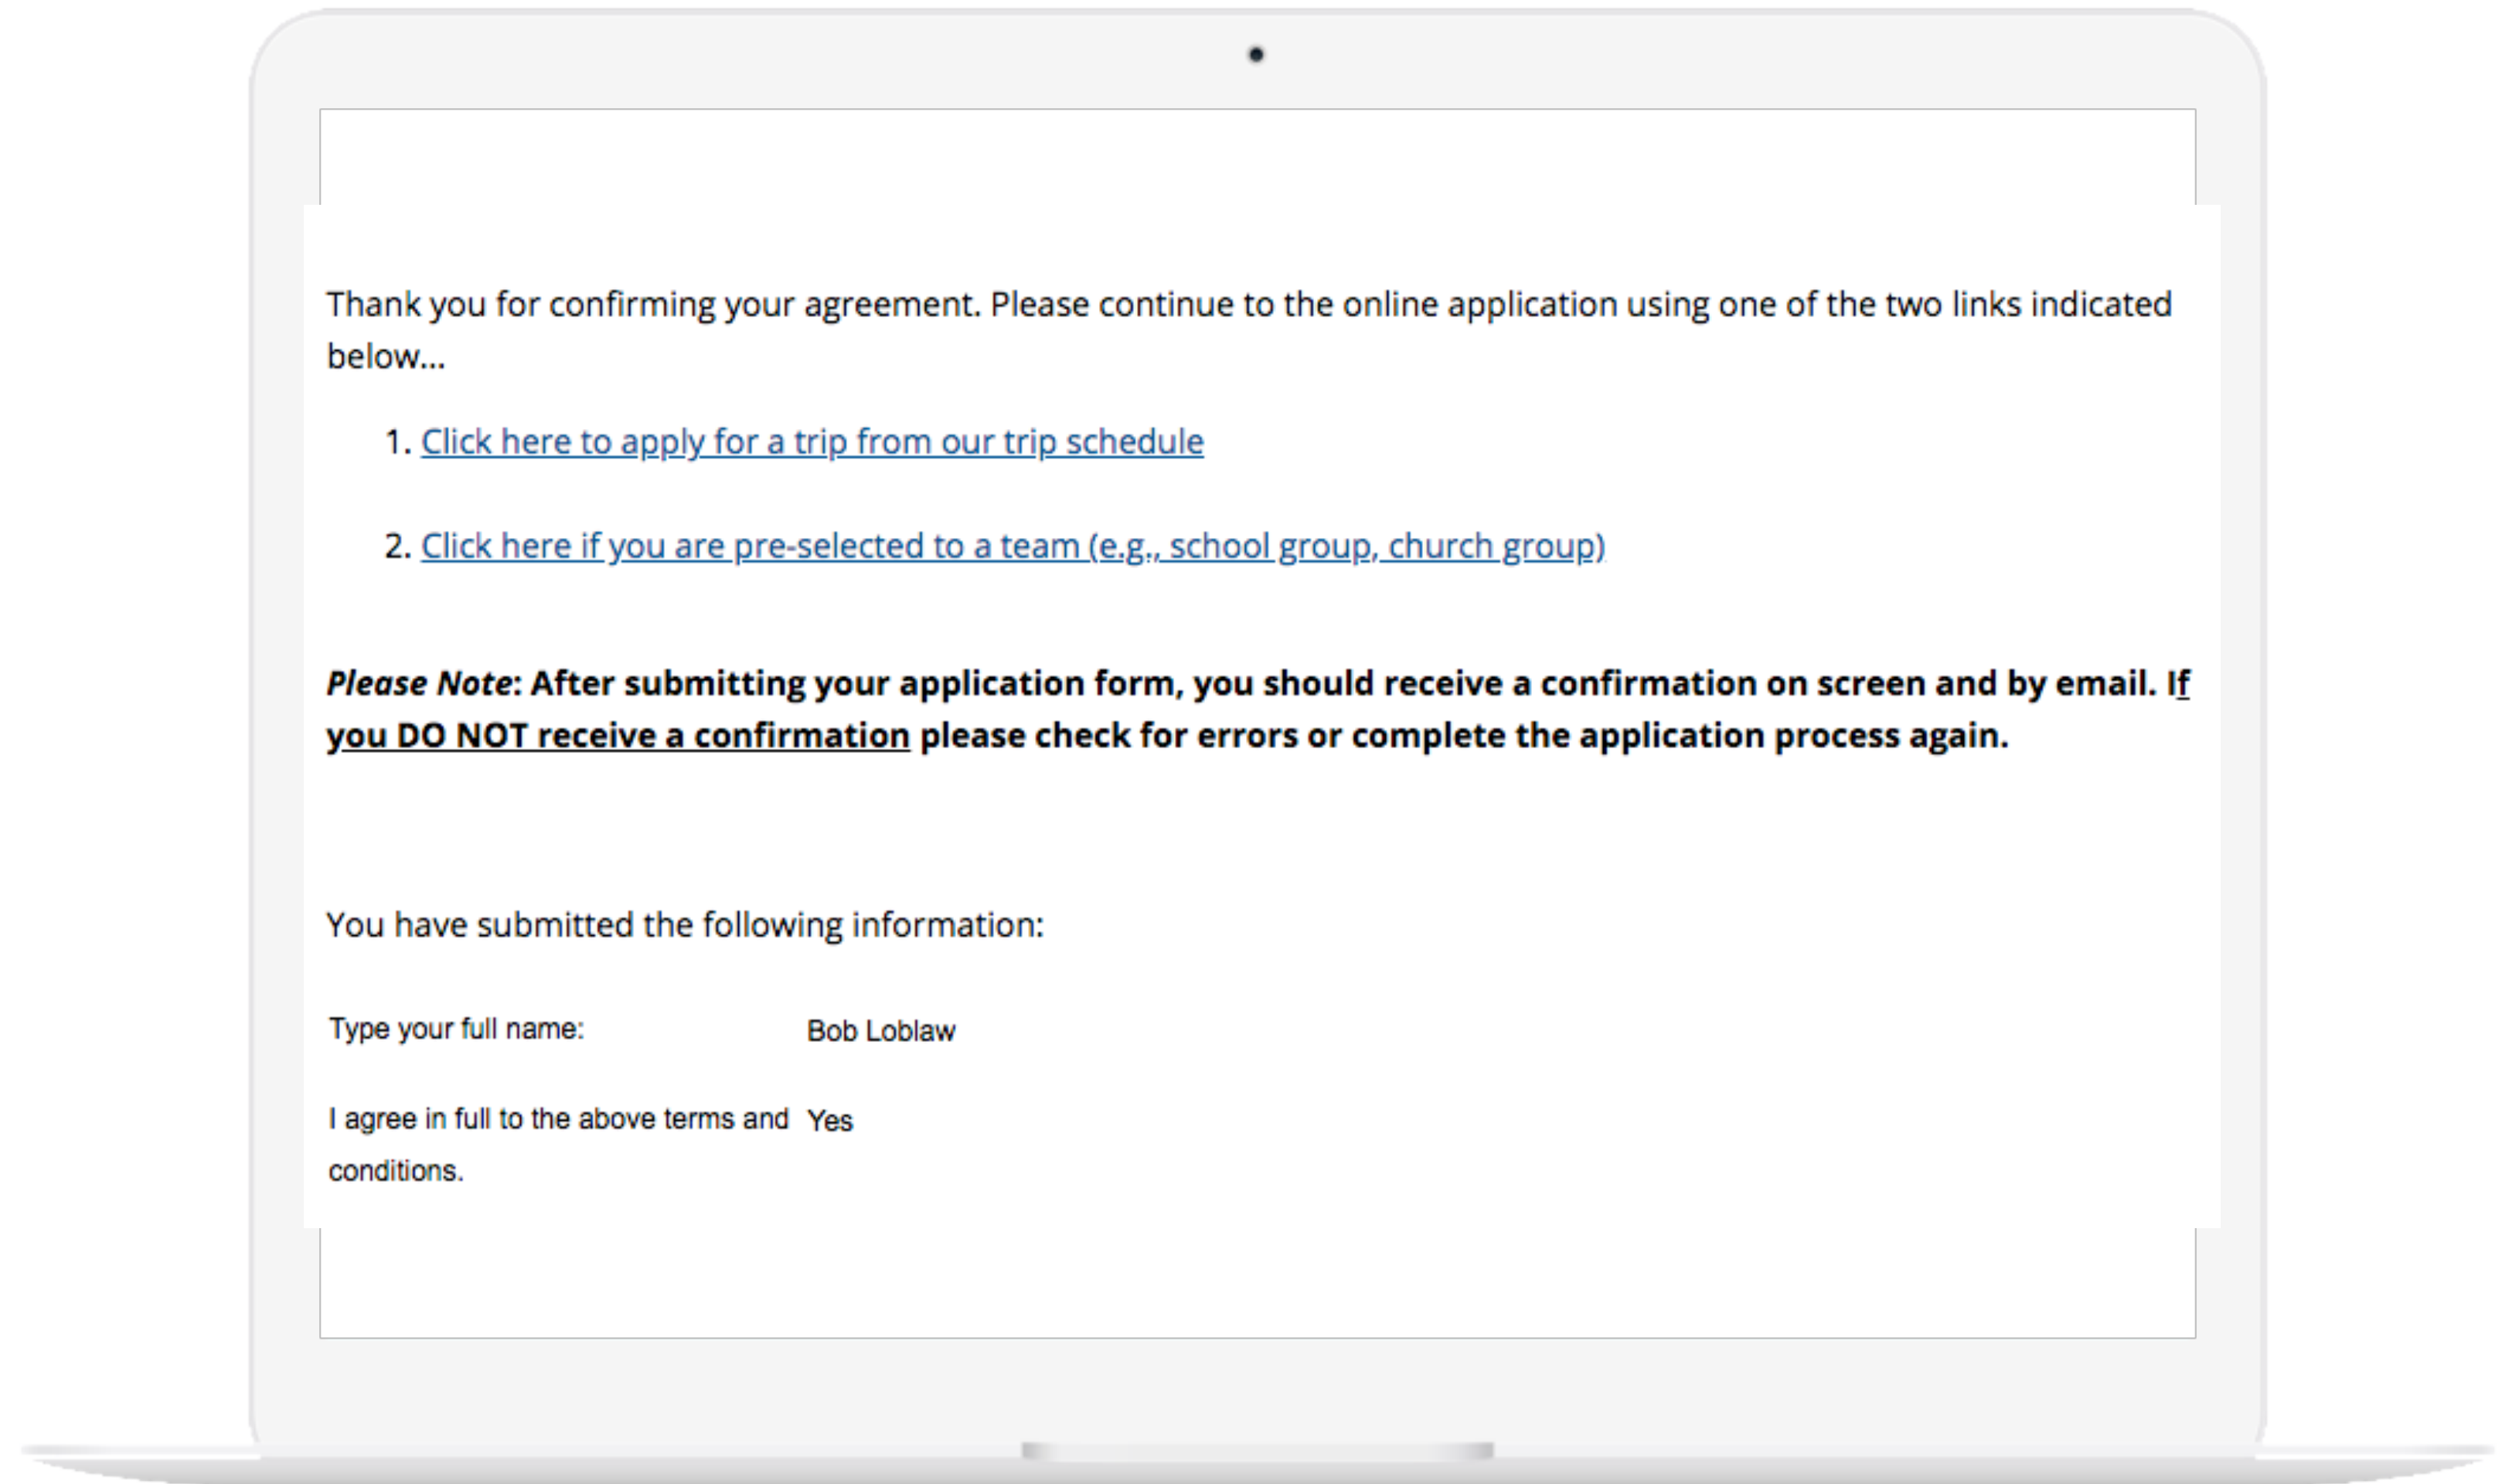 Thank you for confirming your agreement. Please continue to the online application using one of the two links indicated
below...
1. Click here to apply for a trip from our trip schedule
2. Click here if you are pre-selected to a team (e.g., school group, church group)
Please Note: After submitting your application form, you should receive a confirmation on screen and by email. If
you DO NOT receive a confirmation please check for errors or complete the application process again.
You have submitted the following information:
Type your full name: Bob Loblaw
I agree in full to the above terms and Yes
conditions.